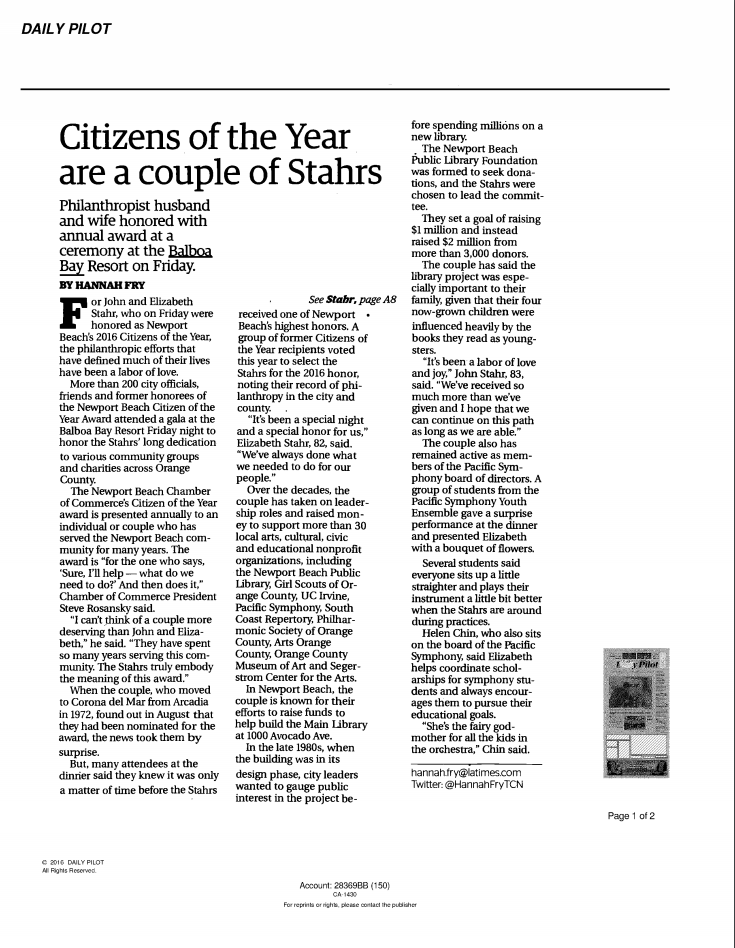 DAILY PILOT
Citizens of the Year
are a couple of Stahrs
Philanthropist husband
and wife honored with
annual award at a
ceremony at the Balboa
Bay Resort on Friday.
BY HANNAH FRY
For John and Elizabeth
Stahr, who on Friday were
honored as Newport
Beach's 2016 Citizens of the Year,
the philanthropic efforts that
have defined much of their lives
have been a labor of love.
More than 200 city officials,
friends and former honorees of
the Newport Beach Citizen of the
Year Award attended a gala at the
Balboa Bay Resort Friday night to
honor the Stahrs' long dedication
to various community groups
and charities across Orange
County.
The Newport Beach Chamber
of Commerce's Citizen of the Year
award is presented annually to an
individual or couple who has
served the Newport Beach com-
munity for many years. The
award is "for the one who says,
'Sure, I'll help — what do we
need to do?' And then does it,"
Chamber of Commerce President
Steve Rosansky said.
"I can't think of a couple more
deserving than John and Eliza-
beth," he said. "They have spent
so many years serving this com-
munity. The Stahrs truly embody
the meaning of this award."
When the couple, who moved
to Corona del Mar from Arcadia
in 1972, found out in August that
they had been nominated for the
award, the news took them by
surprise.
But, many attendees at the
dinner said they knew it was only
a matter of time before the Stahrs
See Stahr, page A8
received one of Newport
Beach's highest honors. A
group of former Citizens of
the Year recipients voted
this year to select the
Stahrs for the 2016 honor,
noting their record of phi-
lanthropy in the city and
county.
"It's been a special night
and a special honor for us,"
Elizabeth Stahr, 82, said.
"We've always done what
we needed to do for our
people."
Over the decades, the
couple has taken on leader-
ship roles and raised mon-
ey to support more than 30
local arts, cultural, civic
and educational nonprofit
organizations, including
the Newport Beach Public
Library, Girl Scouts of Or-
ange County, UC Irvine,
Pacific Symphony, South
Coast Repertory, Philhar-
monic Society of Orange
County, Arts Orange
County, Orange County
Museum of Art and Seger-
strom Center for the Arts.
In Newport Beach, the
couple is known for their
efforts to raise funds to
help build the Main Library
at 1000 Avocado Ave.
In the late 1980s, when
the building was in its
design phase, city leaders
wanted to gauge public
interest in the project be-
fore spending millions on a
new library.
The Newport Beach
Public Library Foundation
was formed to seek dona-
tions, and the Stahrs were
chosen to lead the commit-
tee.
They set a goal of raising
$1 million and instead
raised $2 million from
more than 3,000 donors.
The couple has said the
library project was espe-
cially important to their
family, given that their four
now-grown children were
influenced heavily by the
books they read as young-
sters.
"It's been a labor of love
and joy," John Stahr, 83,
said. "We've received so
much more than we've
given and I hope that we
can continue on this path
as long as we are able."
The couple also has
remained active as mem-
bers of the Pacific Sym-
phony board of directors. A
group of students from the
Pacific Symphony Youth
Ensemble gave a surprise
performance at the dinner
and presented Elizabeth
with a bouquet of flowers.
Several students said
everyone sits up a little
straighter and plays their
instrument a little bit better
when the Stahrs are around
during practices.
Helen Chin, who also sits
on the board of the Pacific
Symphony, said Elizabeth
helps coordinate schol-
arships for symphony stu-
dents and always encour-
ages them to pursue their
educational goals.
"She's the fairy god-
mother for all the kids in
the orchestra," Chin said.
hannah.fry@latimes.com
Twitter: @HannahFryTCN
Page 1 of 2
© 2016 DAILY PILOT
All Rights Reserved.
Account: 28369BB (150)
CA-1430
For reprints or rights, please contact the publisher